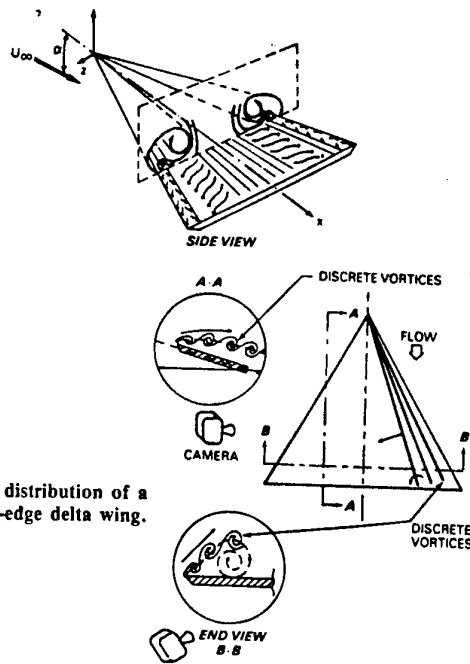 U∞
α
z
x
SIDE VIEW
A-A
DISCRETE VORTICES
A
FLOW
B
B
CAMERA
A
distribution of a
-edge delta wing.
DISCRETE
VORTICES
END VIEW
B-B